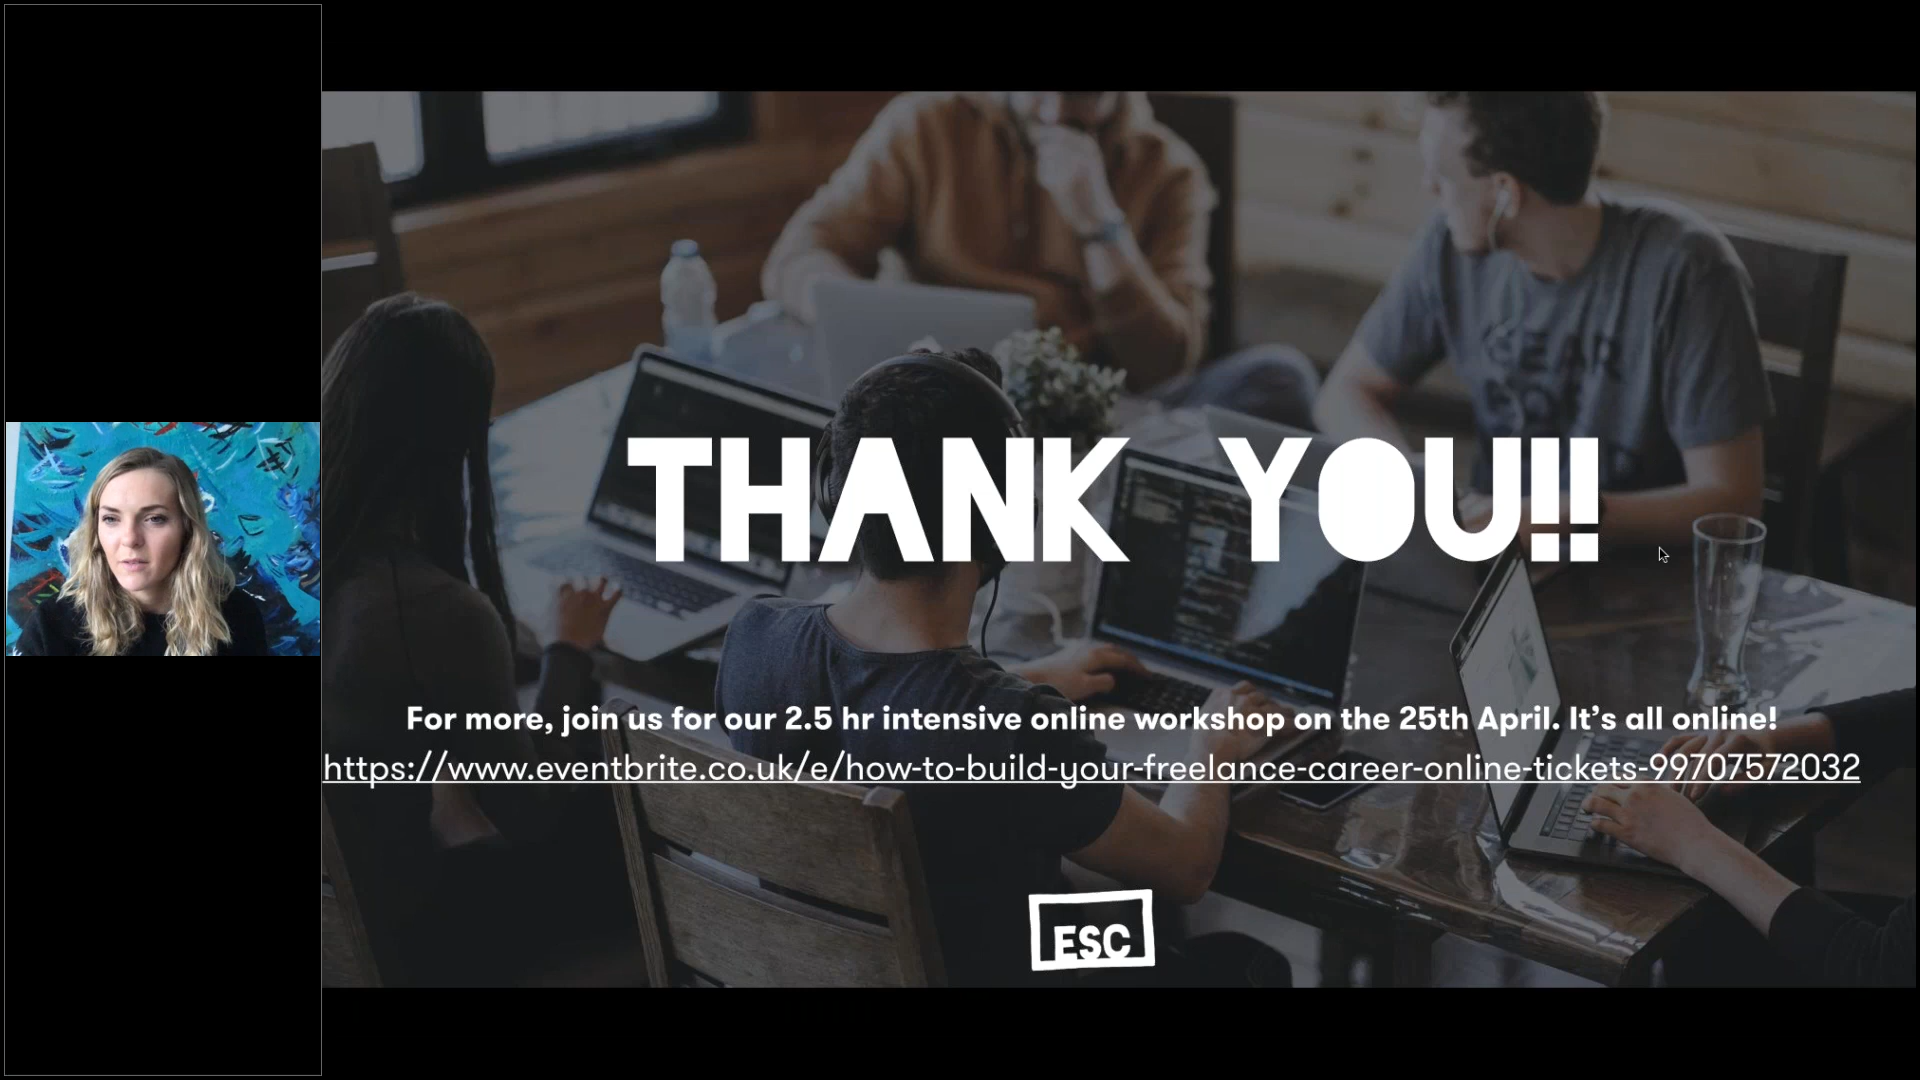 THANK YOU!!
For more, join us for our 2.5 hr intensive online workshop on the 25th April. It’s all online!
https://www.eventbrite.co.uk/e/how-to-build-your-freelance-career-online-tickets-99707572032
ESC